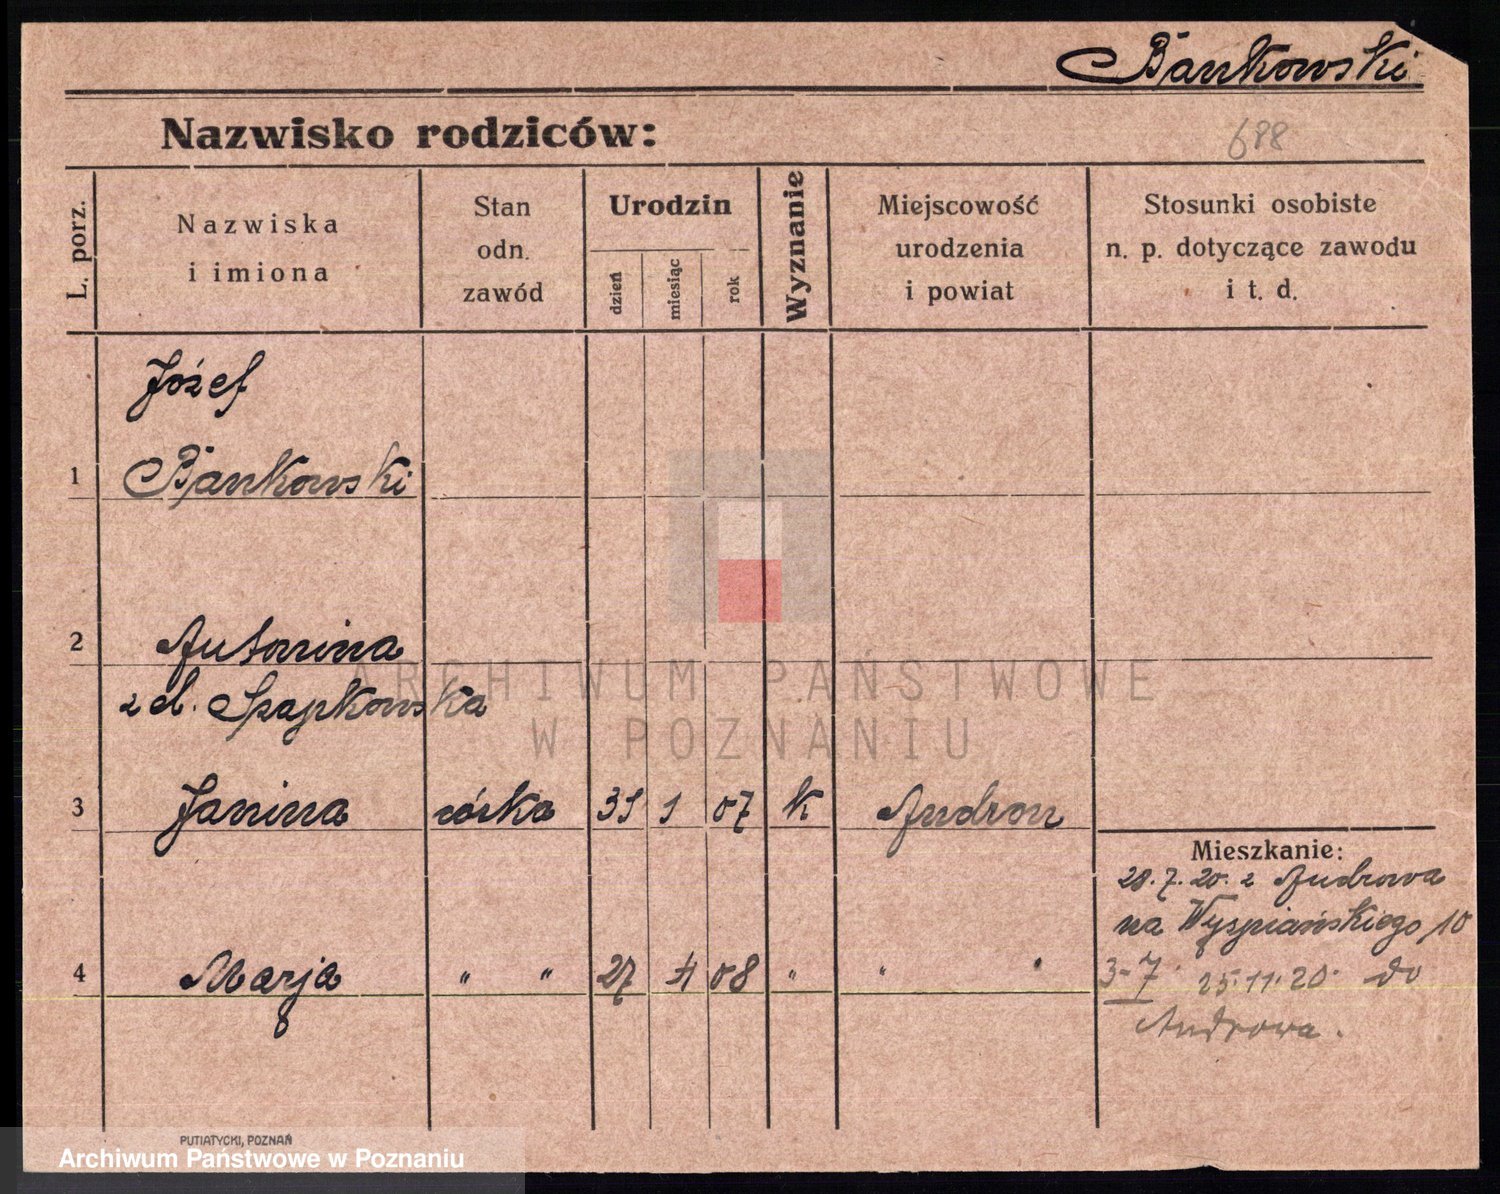 Bańkowski
Nazwisko rodziców:
688
L. porz.
Nazwiska
i imiona
Stan
odn.
zawód
Urodzin
dzień
miesiąc
rok
Wyznanie
Miejscowość
urodzenia
i powiat
Stosunki osobiste
n. p. dotyczące zawodu
i t. d.
Józef
1 Bańkowski
2 Antonina
z d.
3 Janina córka 31 1 07 k Androu
Mieszkanie:
28.7.20. z Androwa
na Wyspiańskiego 10
4 Marja " " 27 4 08 " " "
3-7. 25.11.20. do
Androwa.
ARCHIWUM PAŃSTWOWE
W POZNANIU
PUTIATYCKI, POZNAŃ
Archiwum Państwowe w Poznaniu